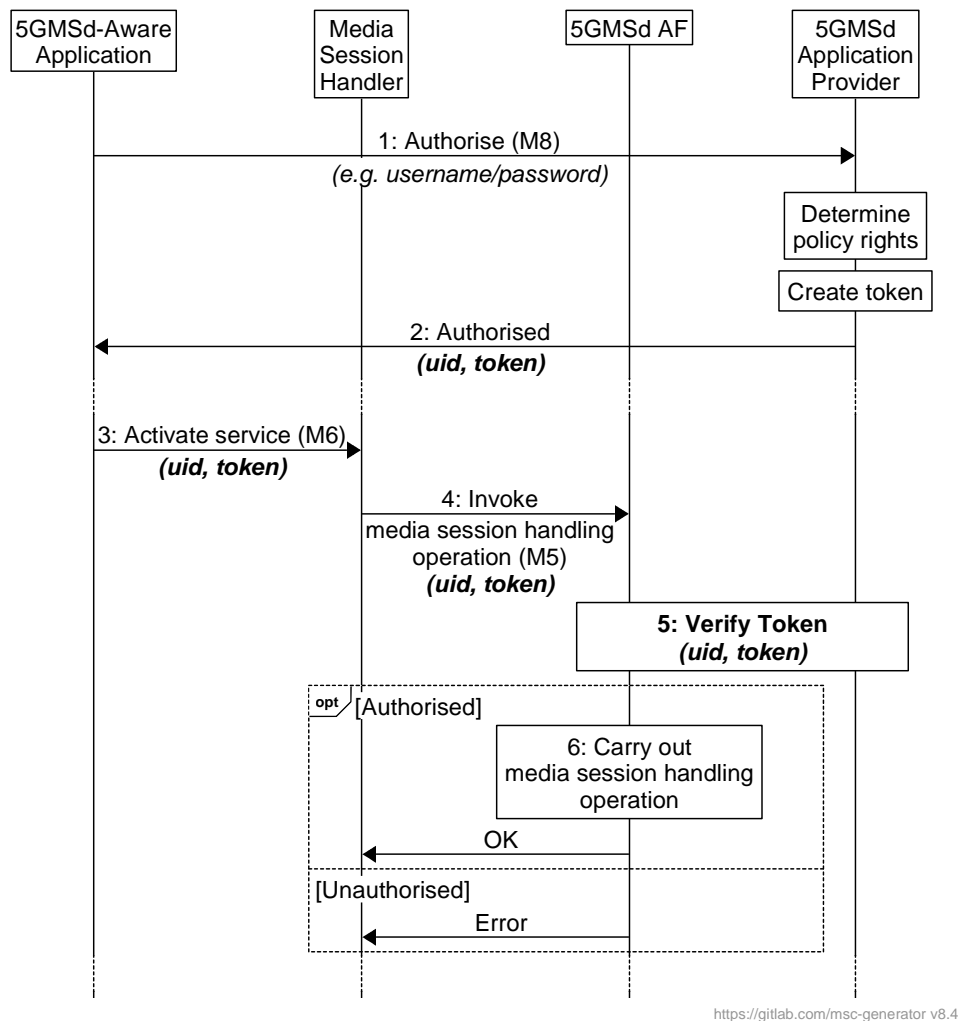 5GMSd-Aware
Application
Media
Session
Handler
5GMSd AF
5GMSd
Application
Provider
1: Authorise (M8)
(e.g. username/password)
Determine
policy rights
Create token
2: Authorised
(uid, token)
3: Activate service (M6)
(uid, token)
4: Invoke
media session handling
operation (M5)
(uid, token)
5: Verify Token
(uid, token)
opt
[Authorised]
6: Carry out
media session handling
operation
OK
[Unauthorised]
Error
https://gitlab.com/msc-generator v8.4